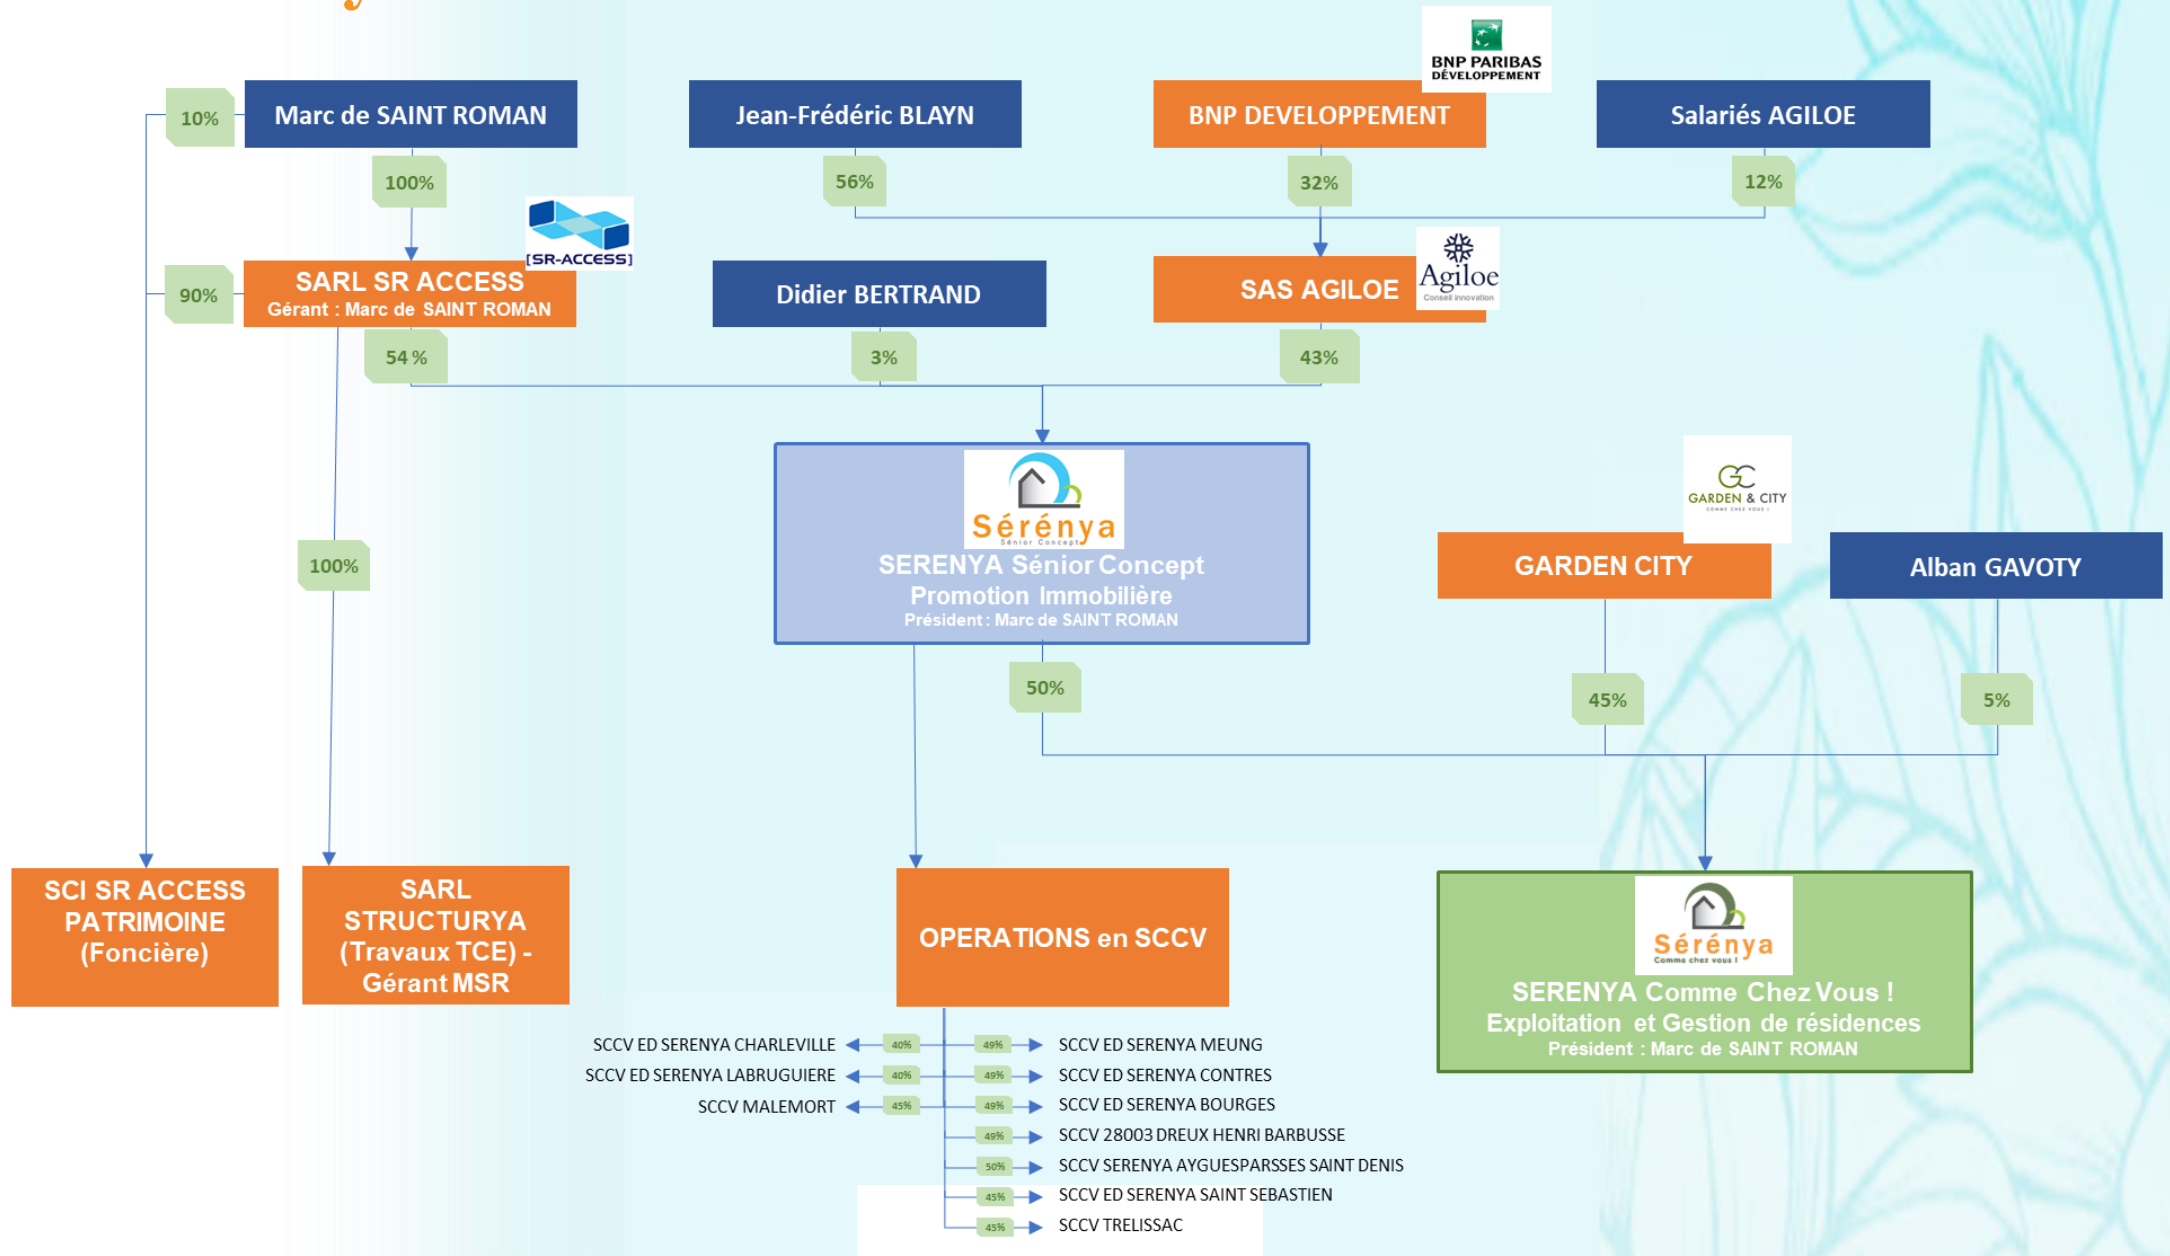 BNP PARIBAS
DÉVELOPPEMENT
10%
Marc de SAINT ROMAN
Jean-Frédéric BLAYN
BNP DEVELOPPEMENT
Salariés AGILOE
100%
56%
32%
12%
[SR-ACCESS]
90%
SARL SR ACCESS
Gérant : Marc de SAINT ROMAN
Didier BERTRAND
SAS AGILOE
Agiloe
Conseil innovation
54 %
3%
43%
Sérénya
Sénior Concept
SERENYA Sénior Concept
Promotion Immobilière
Président : Marc de SAINT ROMAN
GC
GARDEN & CITY
COMME CHEZ VOUS !
GARDEN CITY
Alban GAVOTY
100%
50%
45%
5%
SCI SR ACCESS
PATRIMOINE
(Foncière)
SARL
STRUCTURYA
(Travaux TCE) -
Gérant MSR
OPERATIONS en SCCV
Sérénya
Comme chez vous !
SERENYA Comme Chez Vous !
Exploitation et Gestion de résidences
Président : Marc de SAINT ROMAN
SCCV ED SERENYA CHARLEVILLE 40% 49% SCCV ED SERENYA MEUNG
SCCV ED SERENYA LABRUGUIERE 40% 49% SCCV ED SERENYA CONTRES
SCCV MALEMORT 45% 49% SCCV ED SERENYA BOURGES
49% SCCV 28003 DREUX HENRI BARBUSSE
50% SCCV SERENYA AYGUESPARSSES SAINT DENIS
45% SCCV ED SERENYA SAINT SEBASTIEN
45% SCCV TRELISSAC